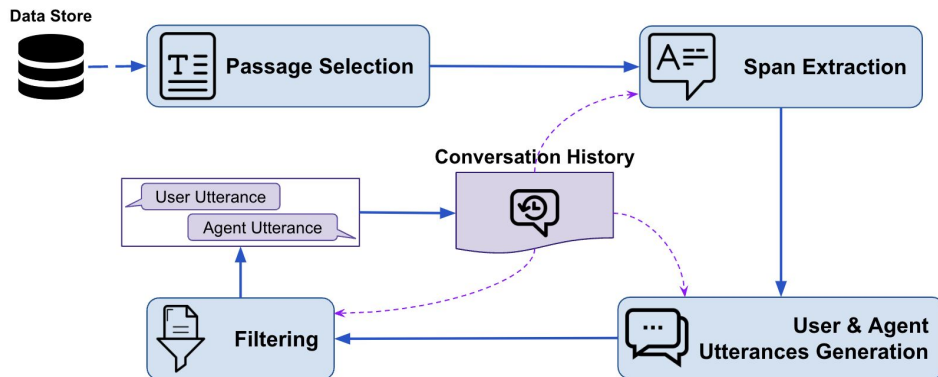 Data Store
Passage Selection
Span Extraction
Conversation History
User Utterance
Agent Utterance
Filtering
User & Agent
Utterances Generation